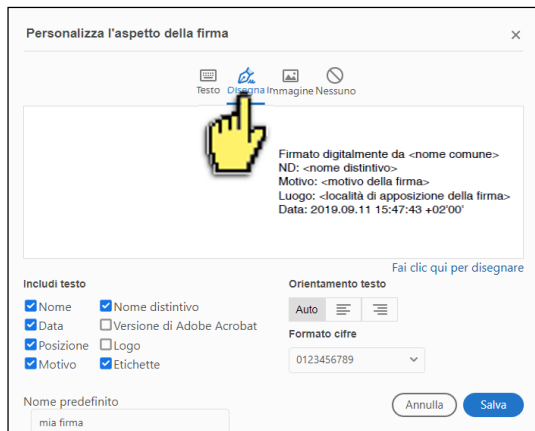 Personalizza l'aspetto della firma
Testo Disegna Immagine Nessuno
Firmato digitalmente da <nome comune>
ND: <nome distintivo>
Motivo: <motivo della firma>
Luogo: <località di apposizione della firma>
Data: 2019.09.11 15:47:43 +02'00'
Fai clic qui per disegnare
Includi testo
Nome Nome distintivo
Data Versione di Adobe Acrobat
Posizione Logo
Motivo Etichette
Orientamento testo
Auto
Formato cifre
0123456789
Nome predefinito
mia firma
Annulla Salva